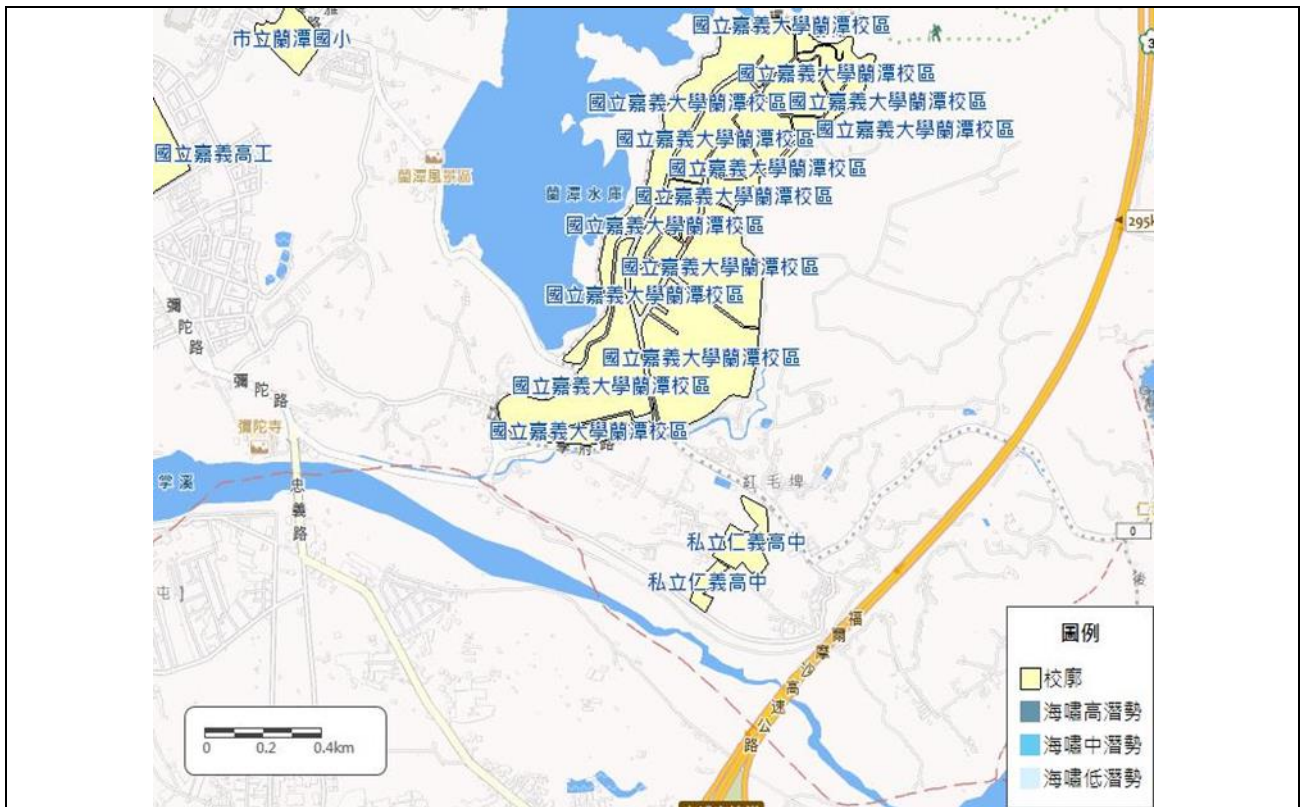 國立嘉義大學蘭潭校區
市立蘭潭國小
國立嘉義大學蘭潭校區
國立嘉義大學蘭潭校區
國立嘉義大學蘭潭校區
國立嘉義大學蘭潭校區
國立嘉義大學蘭潭校區
國立嘉義高工
國立嘉義大學蘭潭校區
蘭潭風景區
蘭潭水庫
國立嘉義大學蘭潭校區
國立嘉義大學蘭潭校區
295k
國立嘉義大學蘭潭校區
國立嘉義大學蘭潭校區
彌陀路
國立嘉義大學蘭潭校區
彌陀路
國立嘉義大學蘭潭校區
彌陀寺
國立嘉義大學蘭潭校區
學府路
紅毛埤
忠義路
0
私立仁義高中
私立仁義高中
後
屯】
福爾摩沙高速公路
圖例
校廓
海嘯高潛勢
海嘯中潛勢
海嘯低潛勢
0 0.2 0.4km